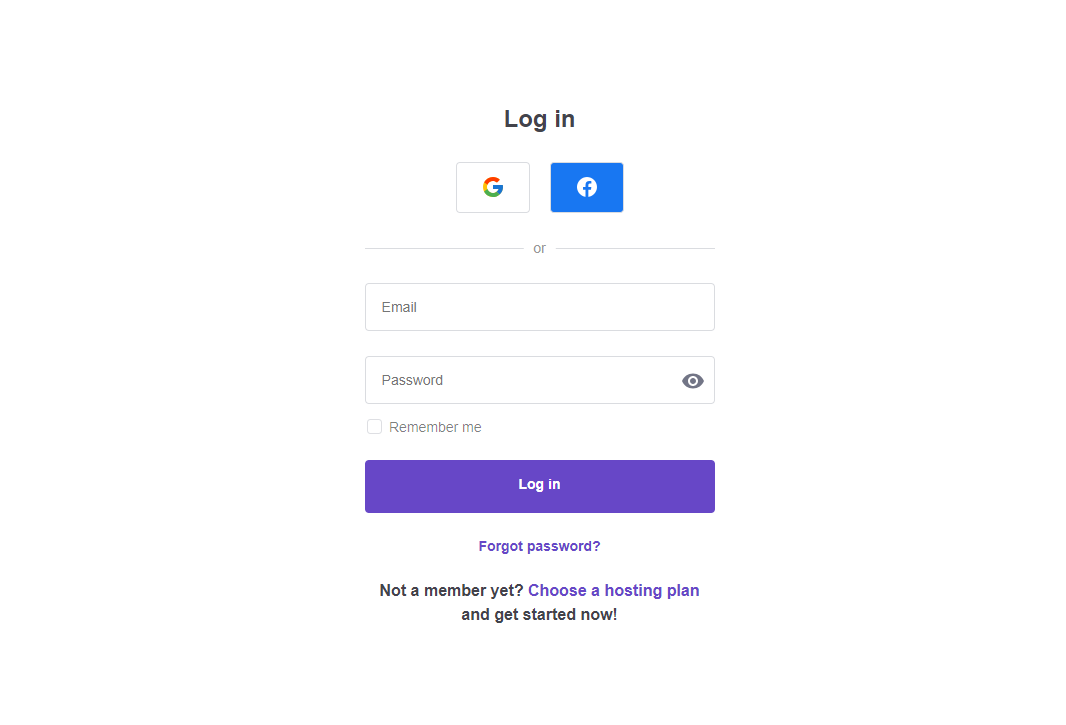 Log in
or
Email
Password
Remember me
Log in
Forgot password?
Not a member yet? Choose a hosting plan
and get started now!